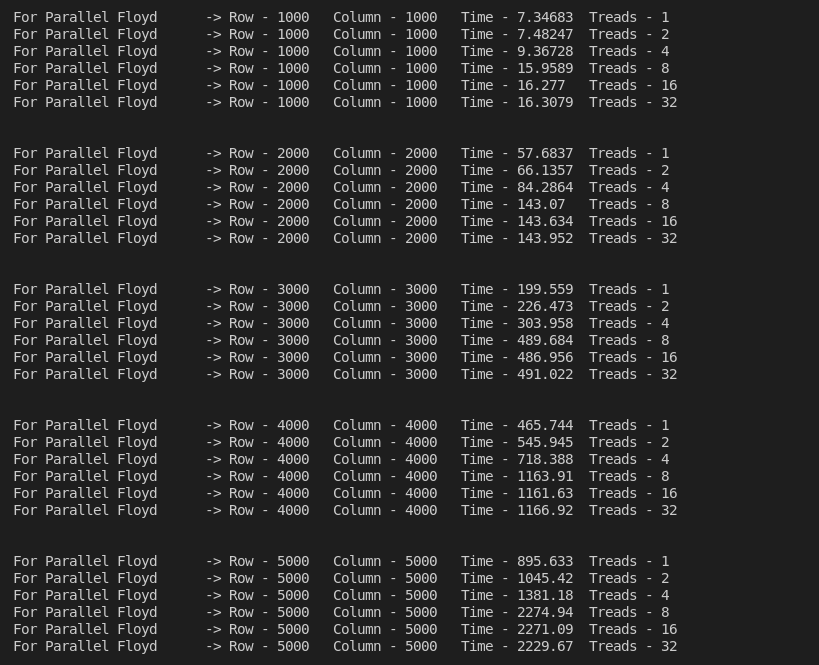 For Parallel Floyd      -> Row - 1000   Column - 1000   Time - 7.34683  Treads - 1
For Parallel Floyd      -> Row - 1000   Column - 1000   Time - 7.48247  Treads - 2
For Parallel Floyd      -> Row - 1000   Column - 1000   Time - 9.36728  Treads - 4
For Parallel Floyd      -> Row - 1000   Column - 1000   Time - 15.9589  Treads - 8
For Parallel Floyd      -> Row - 1000   Column - 1000   Time - 16.277   Treads - 16
For Parallel Floyd      -> Row - 1000   Column - 1000   Time - 16.3079  Treads - 32
For Parallel Floyd      -> Row - 2000   Column - 2000   Time - 57.6837  Treads - 1
For Parallel Floyd      -> Row - 2000   Column - 2000   Time - 66.1357  Treads - 2
For Parallel Floyd      -> Row - 2000   Column - 2000   Time - 84.2864  Treads - 4
For Parallel Floyd      -> Row - 2000   Column - 2000   Time - 143.07   Treads - 8
For Parallel Floyd      -> Row - 2000   Column - 2000   Time - 143.634  Treads - 16
For Parallel Floyd      -> Row - 2000   Column - 2000   Time - 143.952  Treads - 32
For Parallel Floyd      -> Row - 3000   Column - 3000   Time - 199.559  Treads - 1
For Parallel Floyd      -> Row - 3000   Column - 3000   Time - 226.473  Treads - 2
For Parallel Floyd      -> Row - 3000   Column - 3000   Time - 303.958  Treads - 4
For Parallel Floyd      -> Row - 3000   Column - 3000   Time - 489.684  Treads - 8
For Parallel Floyd      -> Row - 3000   Column - 3000   Time - 486.956  Treads - 16
For Parallel Floyd      -> Row - 3000   Column - 3000   Time - 491.022  Treads - 32
For Parallel Floyd      -> Row - 4000   Column - 4000   Time - 465.744  Treads - 1
For Parallel Floyd      -> Row - 4000   Column - 4000   Time - 545.945  Treads - 2
For Parallel Floyd      -> Row - 4000   Column - 4000   Time - 718.388  Treads - 4
For Parallel Floyd      -> Row - 4000   Column - 4000   Time - 1163.91  Treads - 8
For Parallel Floyd      -> Row - 4000   Column - 4000   Time - 1161.63  Treads - 16
For Parallel Floyd      -> Row - 4000   Column - 4000   Time - 1166.92  Treads - 32
For Parallel Floyd      -> Row - 5000   Column - 5000   Time - 895.633  Treads - 1
For Parallel Floyd      -> Row - 5000   Column - 5000   Time - 1045.42  Treads - 2
For Parallel Floyd      -> Row - 5000   Column - 5000   Time - 1381.18  Treads - 4
For Parallel Floyd      -> Row - 5000   Column - 5000   Time - 2274.94  Treads - 8
For Parallel Floyd      -> Row - 5000   Column - 5000   Time - 2271.09  Treads - 16
For Parallel Floyd      -> Row - 5000   Column - 5000   Time - 2229.67  Treads - 32